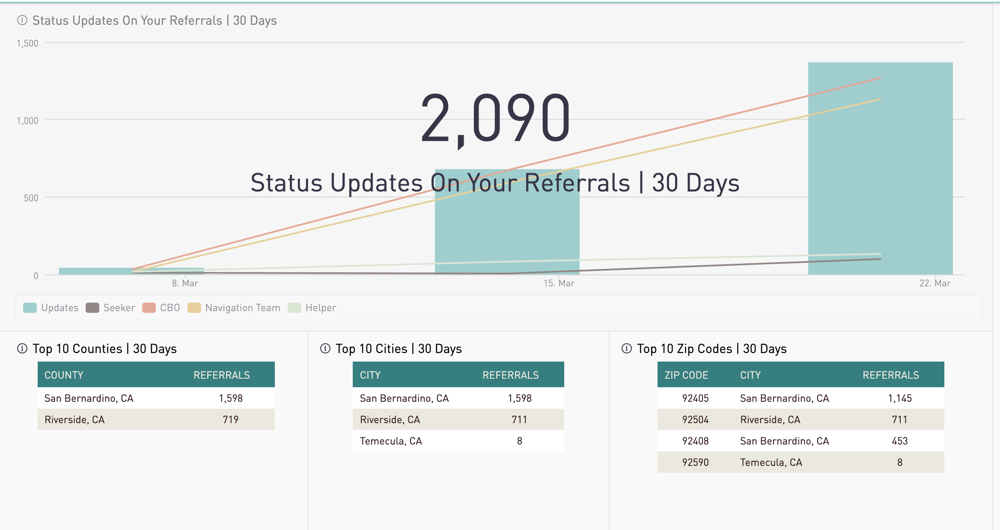 Status Updates On Your Referrals | 30 Days
1,500
1,000
500
0
2,090
Status Updates On Your Referrals | 30 Days
8. Mar 15. Mar 22. Mar
Updates Seeker CBO Navigation Team Helper
Top 10 Counties | 30 Days
COUNTY REFERRALS
San Bernardino, CA 1,598
Riverside, CA 719
Top 10 Cities | 30 Days
CITY REFERRALS
San Bernardino, CA 1,598
Riverside, CA 711
Temecula, CA 8
Top 10 Zip Codes | 30 Days
ZIP CODE CITY REFERRALS
92405 San Bernardino, CA 1,145
92504 Riverside, CA 711
92408 San Bernardino, CA 453
92590 Temecula, CA 8